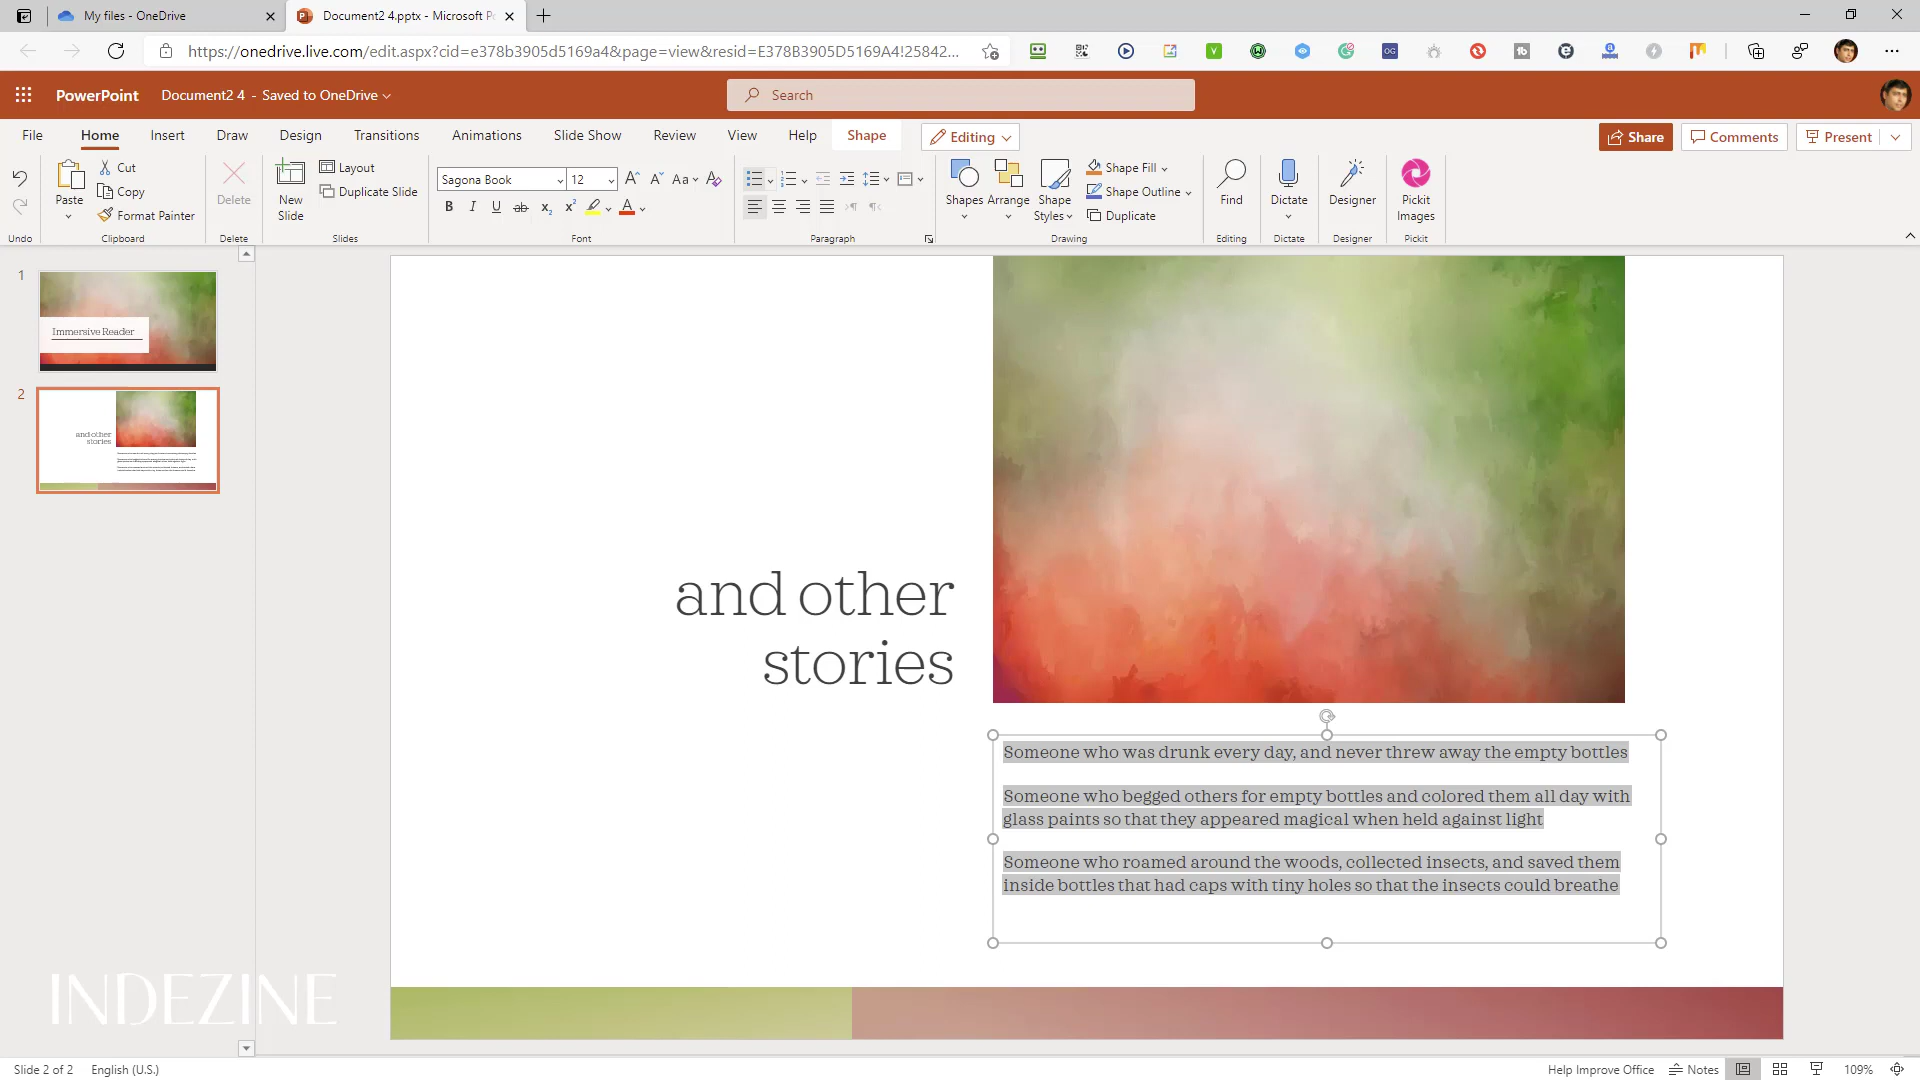 My files - OneDrive
Document2 4.pptx - Microsoft P
https://onedrive.live.com/edit.aspx?cid=e378b3905d5169a4&page=view&resid=E378B3905D5169A4!25842...
PowerPoint
Document2 4 - Saved to OneDrive
Search
File Home Insert Draw Design Transitions Animations Slide Show Review View Help Shape Editing Share Comments Present
Paste Cut Copy Format Painter
Delete
New Slide Layout Duplicate Slide
Sagona Book 12
Shapes Arrange Shape Styles Shape Fill Shape Outline Duplicate
Find
Dictate
Designer
Pickit Images
Undo Clipboard Delete Slides Font Paragraph Drawing Editing Dictate Designer Pickit
1
Immersive Reader
2
and other
stories
and other
stories
Someone who was drunk every day, and never threw away the empty bottles
Someone who begged others for empty bottles and colored them all day with
glass paints so that they appeared magical when held against light
Someone who roamed around the woods, collected insects, and saved them
inside bottles that had caps with tiny holes so that the insects could breathe
INDEZINE
Slide 2 of 2 English (U.S.) Help Improve Office Notes 109%